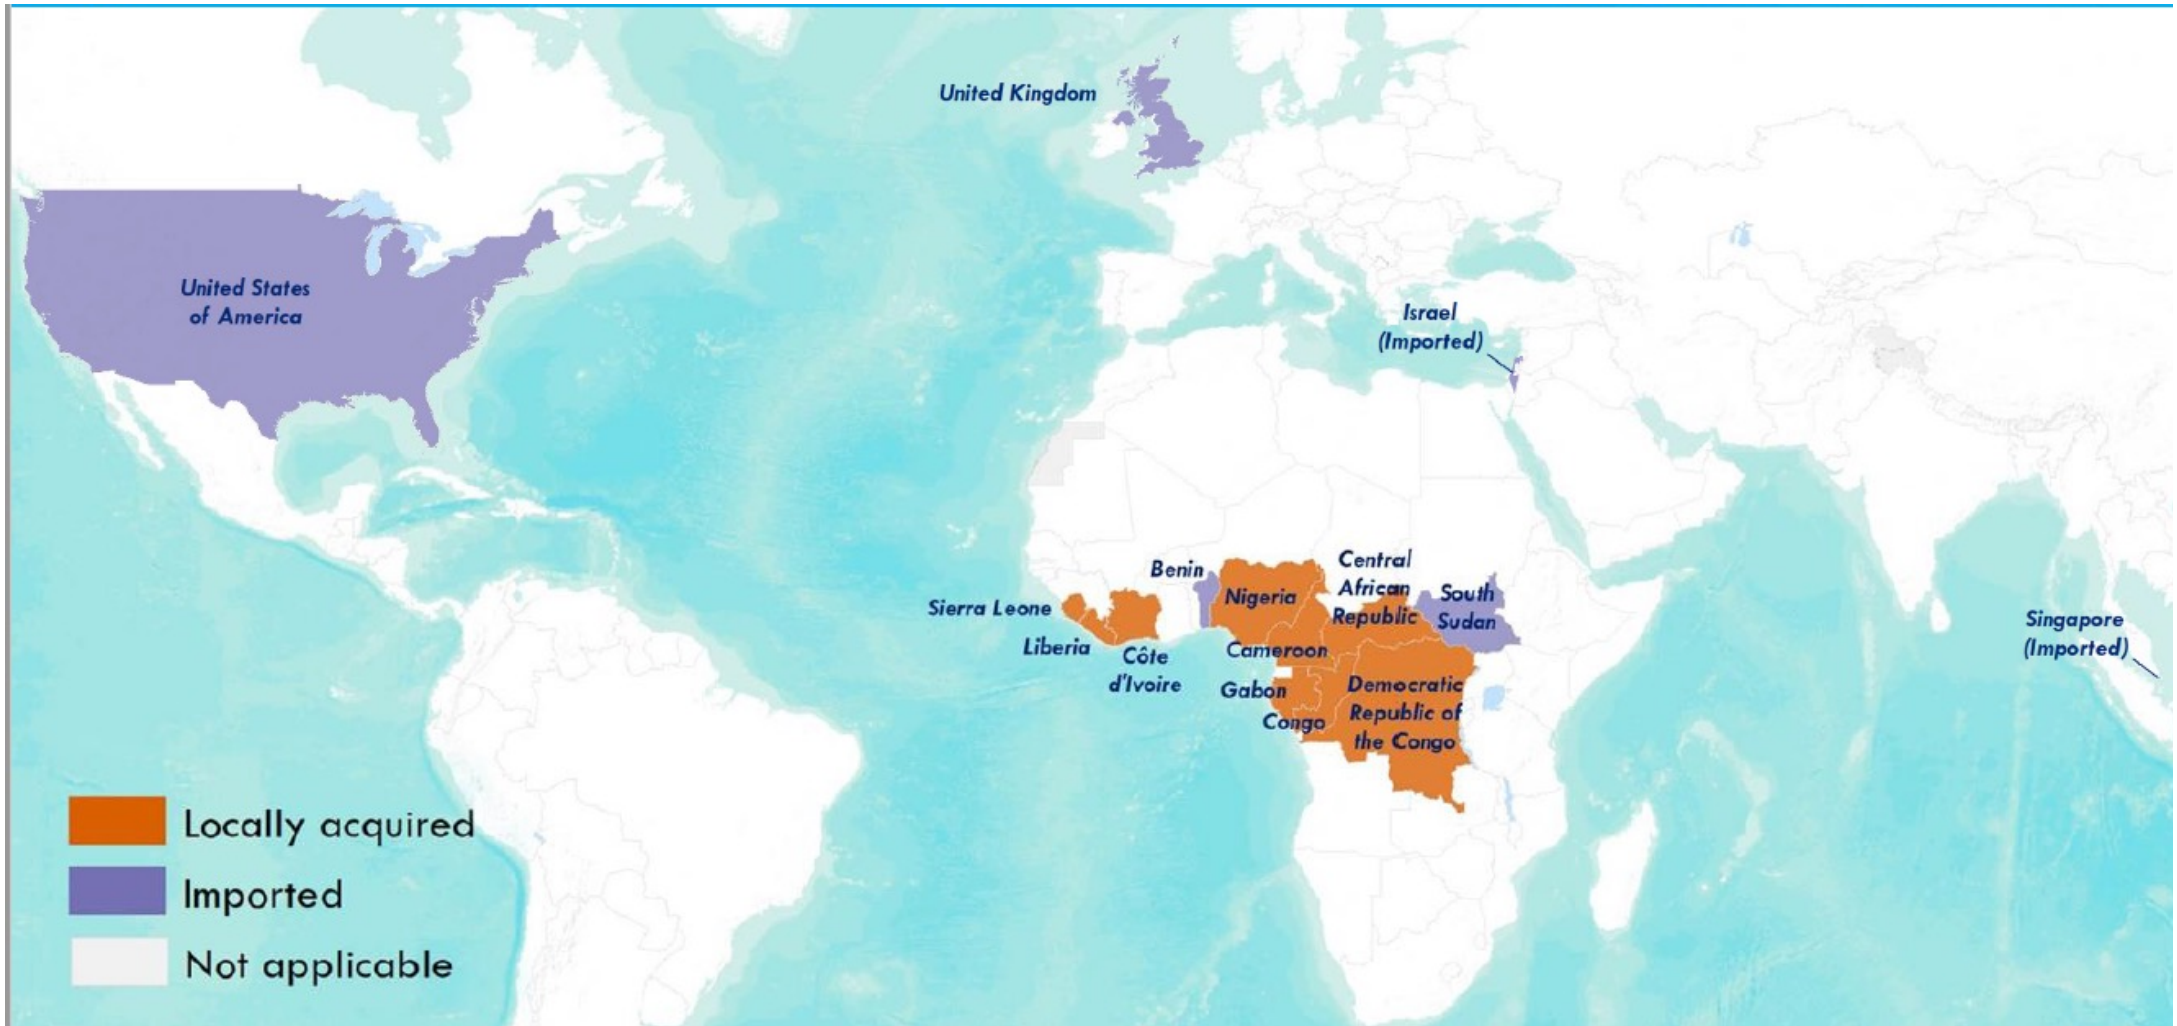 United Kingdom
United States
of America
Israel
(Imported)
Benin
Nigeria
Central
African
Republic
South
Sudan
Sierra Leone
Liberia
Côte
d'Ivoire
Cameroon
Gabon
Congo
Democratic
Republic of
the Congo
Singapore
(Imported)
Locally acquired
Imported
Not applicable